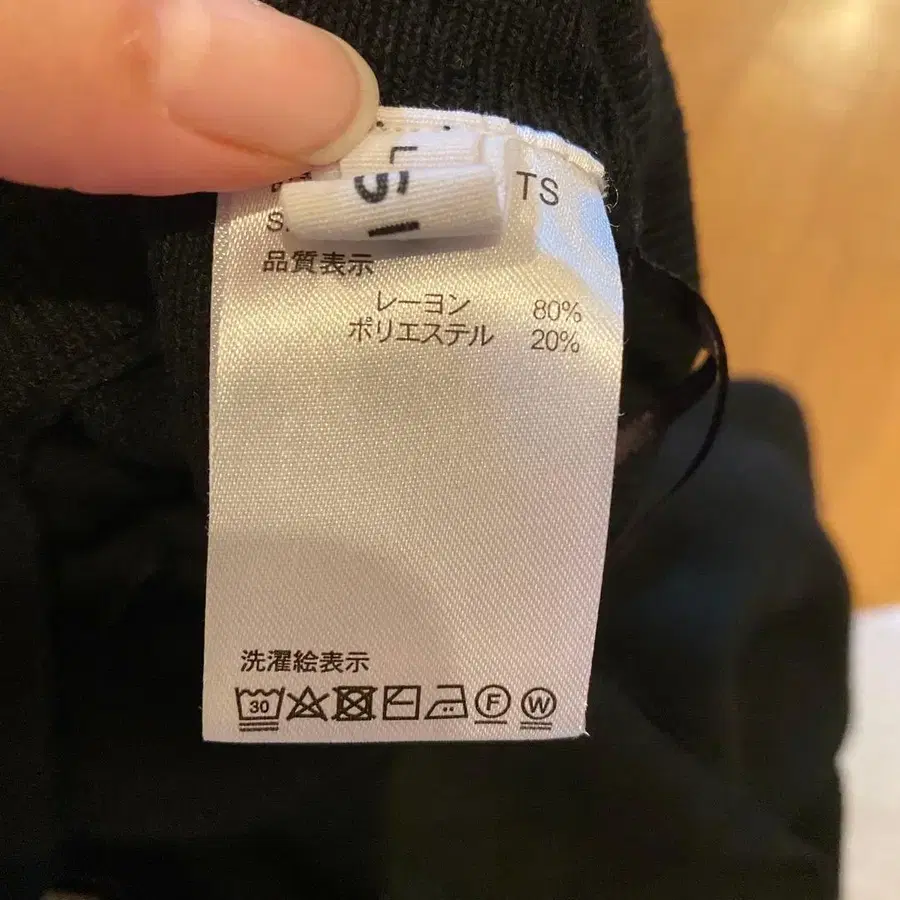 TS
品質表示
レーヨン 80%
ポリエステル 20%
洗濯絵表示
30 F W